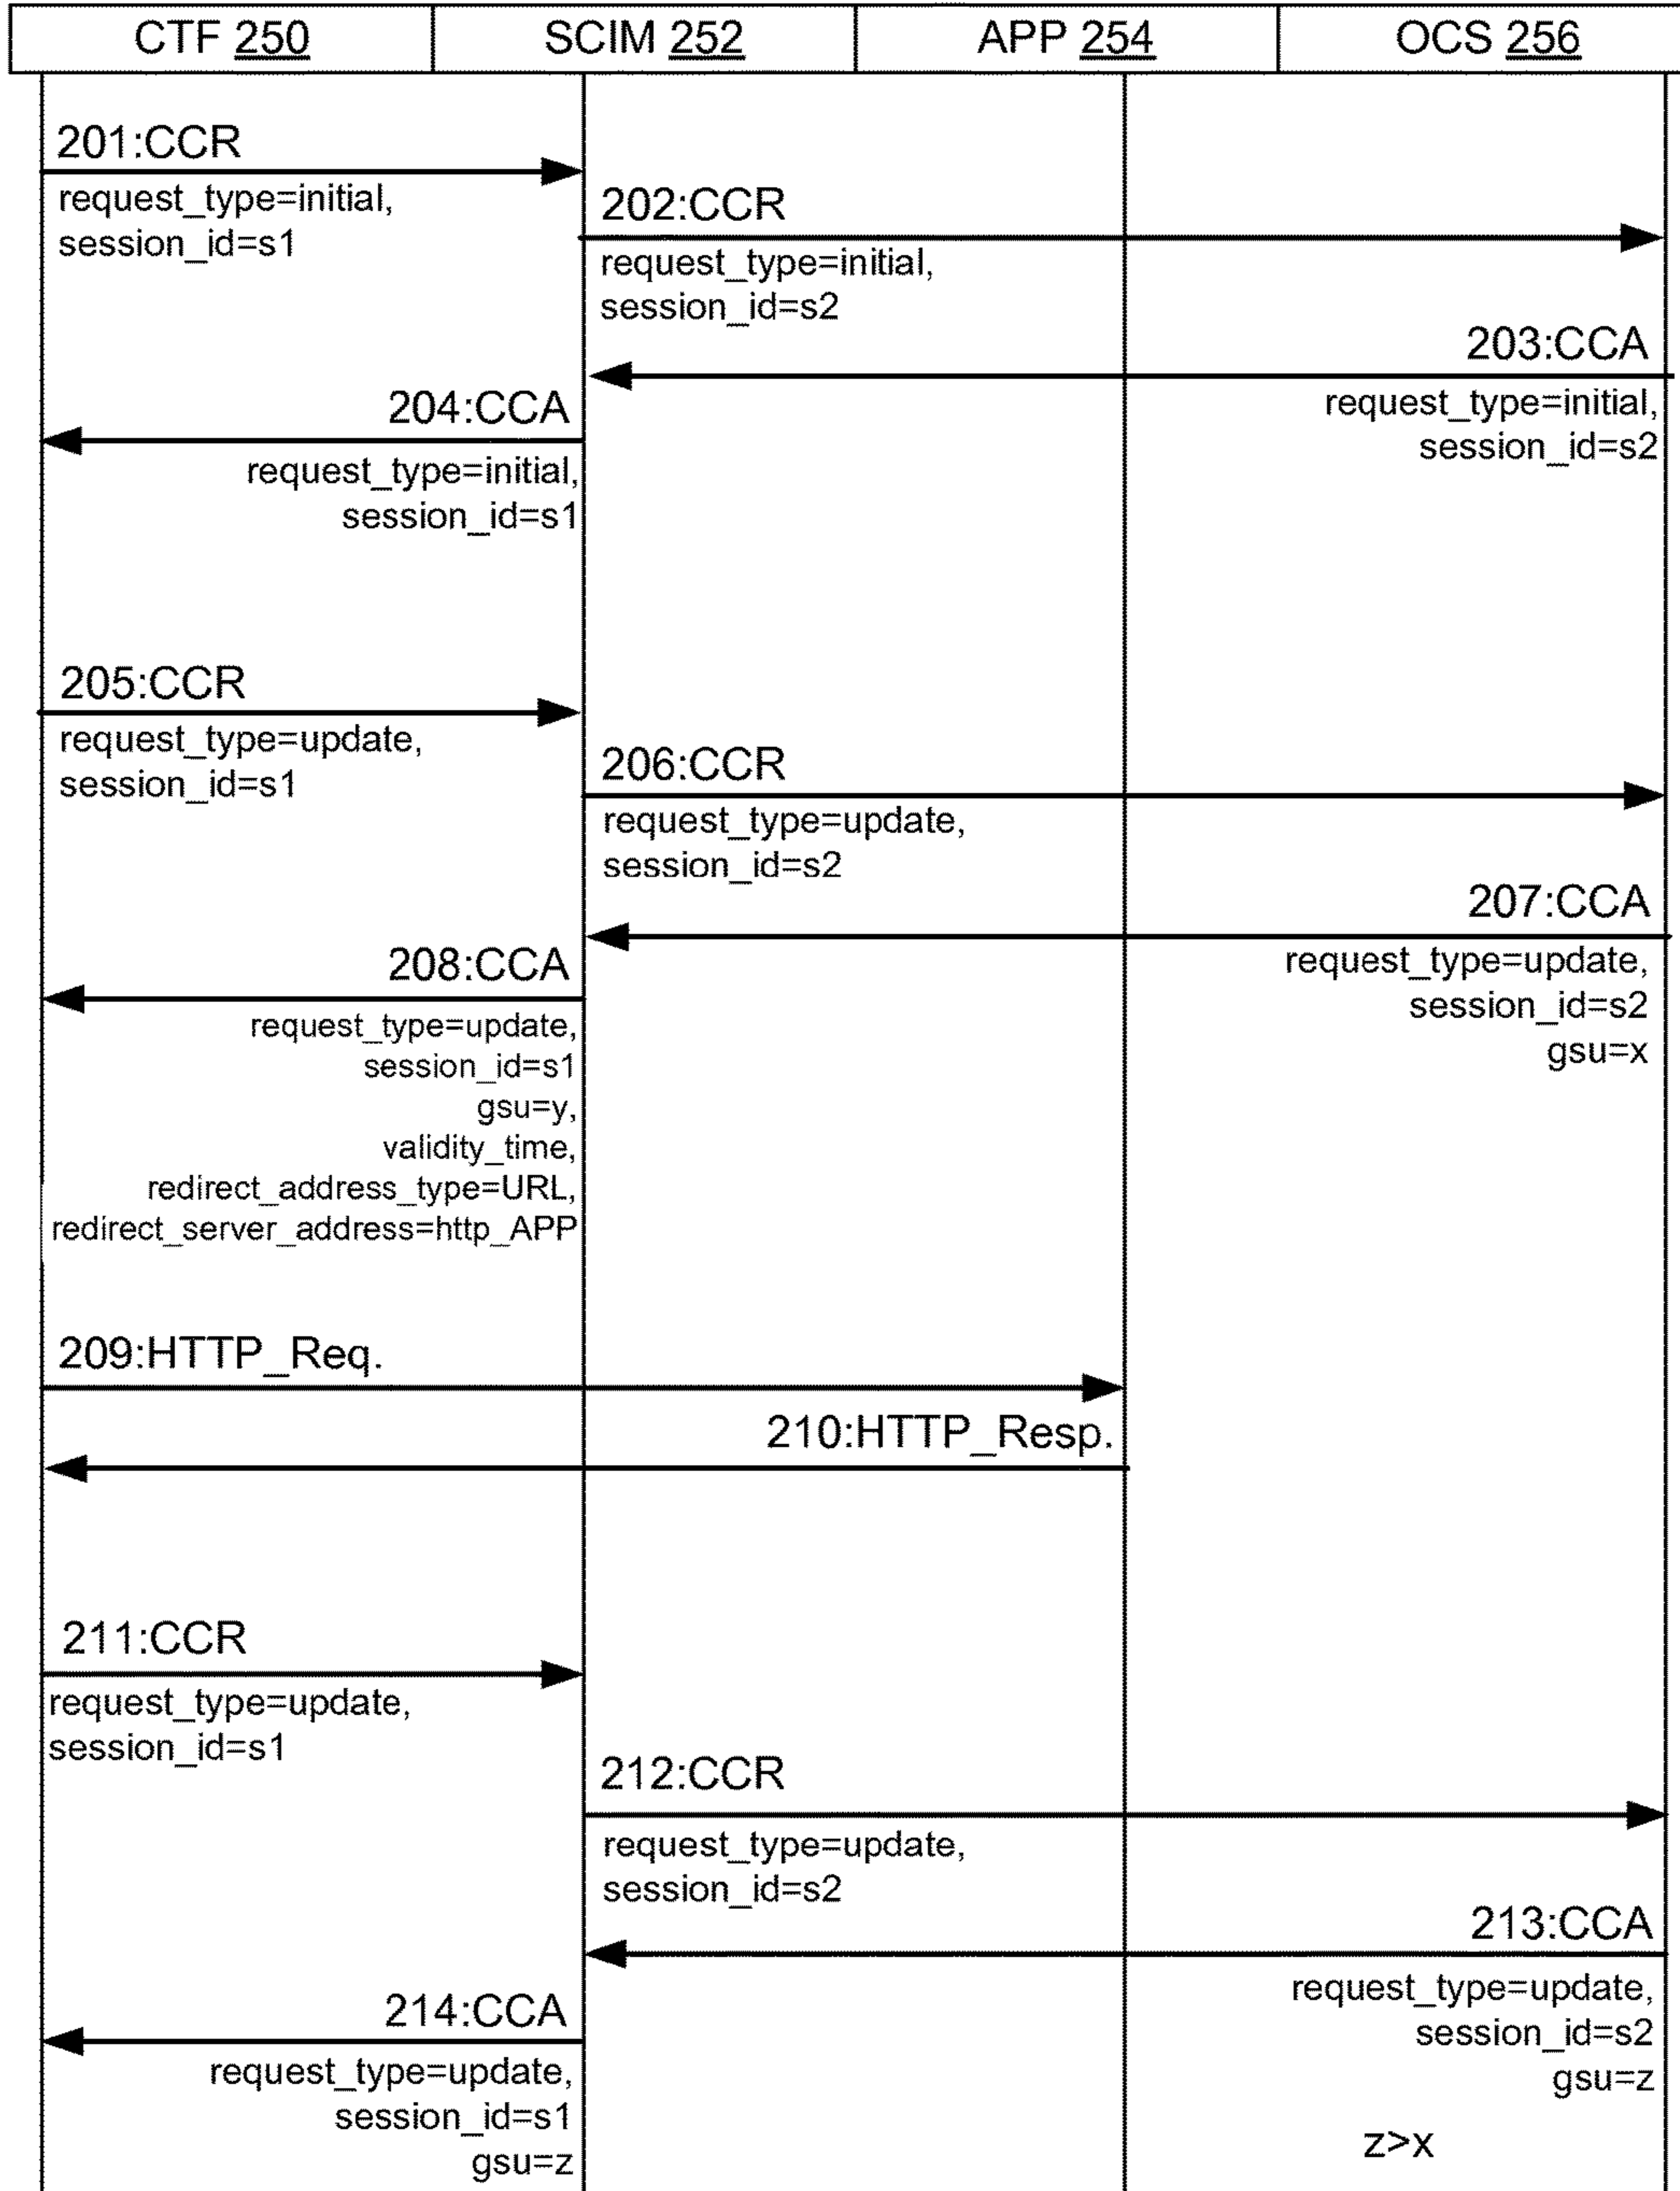 CTF 250 SCIM 252 APP 254 OCS 256
201:CCR
request_type=initial,
session_id=s1
202:CCR
request_type=initial,
session_id=s2
203:CCA
request_type=initial,
session_id=s2
204:CCA
request_type=initial,
session_id=s1
205:CCR
request_type=update,
session_id=s1
206:CCR
request_type=update,
session_id=s2
207:CCA
request_type=update,
session_id=s2
gsu=x
208:CCA
request_type=update,
session_id=s1
gsu=y,
validity_time,
redirect_address_type=URL,
redirect_server_address=http_APP
209:HTTP_Req.
210:HTTP_Resp.
211:CCR
request_type=update,
session_id=s1
212:CCR
request_type=update,
session_id=s2
213:CCA
request_type=update,
session_id=s2
gsu=z
z>x
214:CCA
request_type=update,
session_id=s1
gsu=z